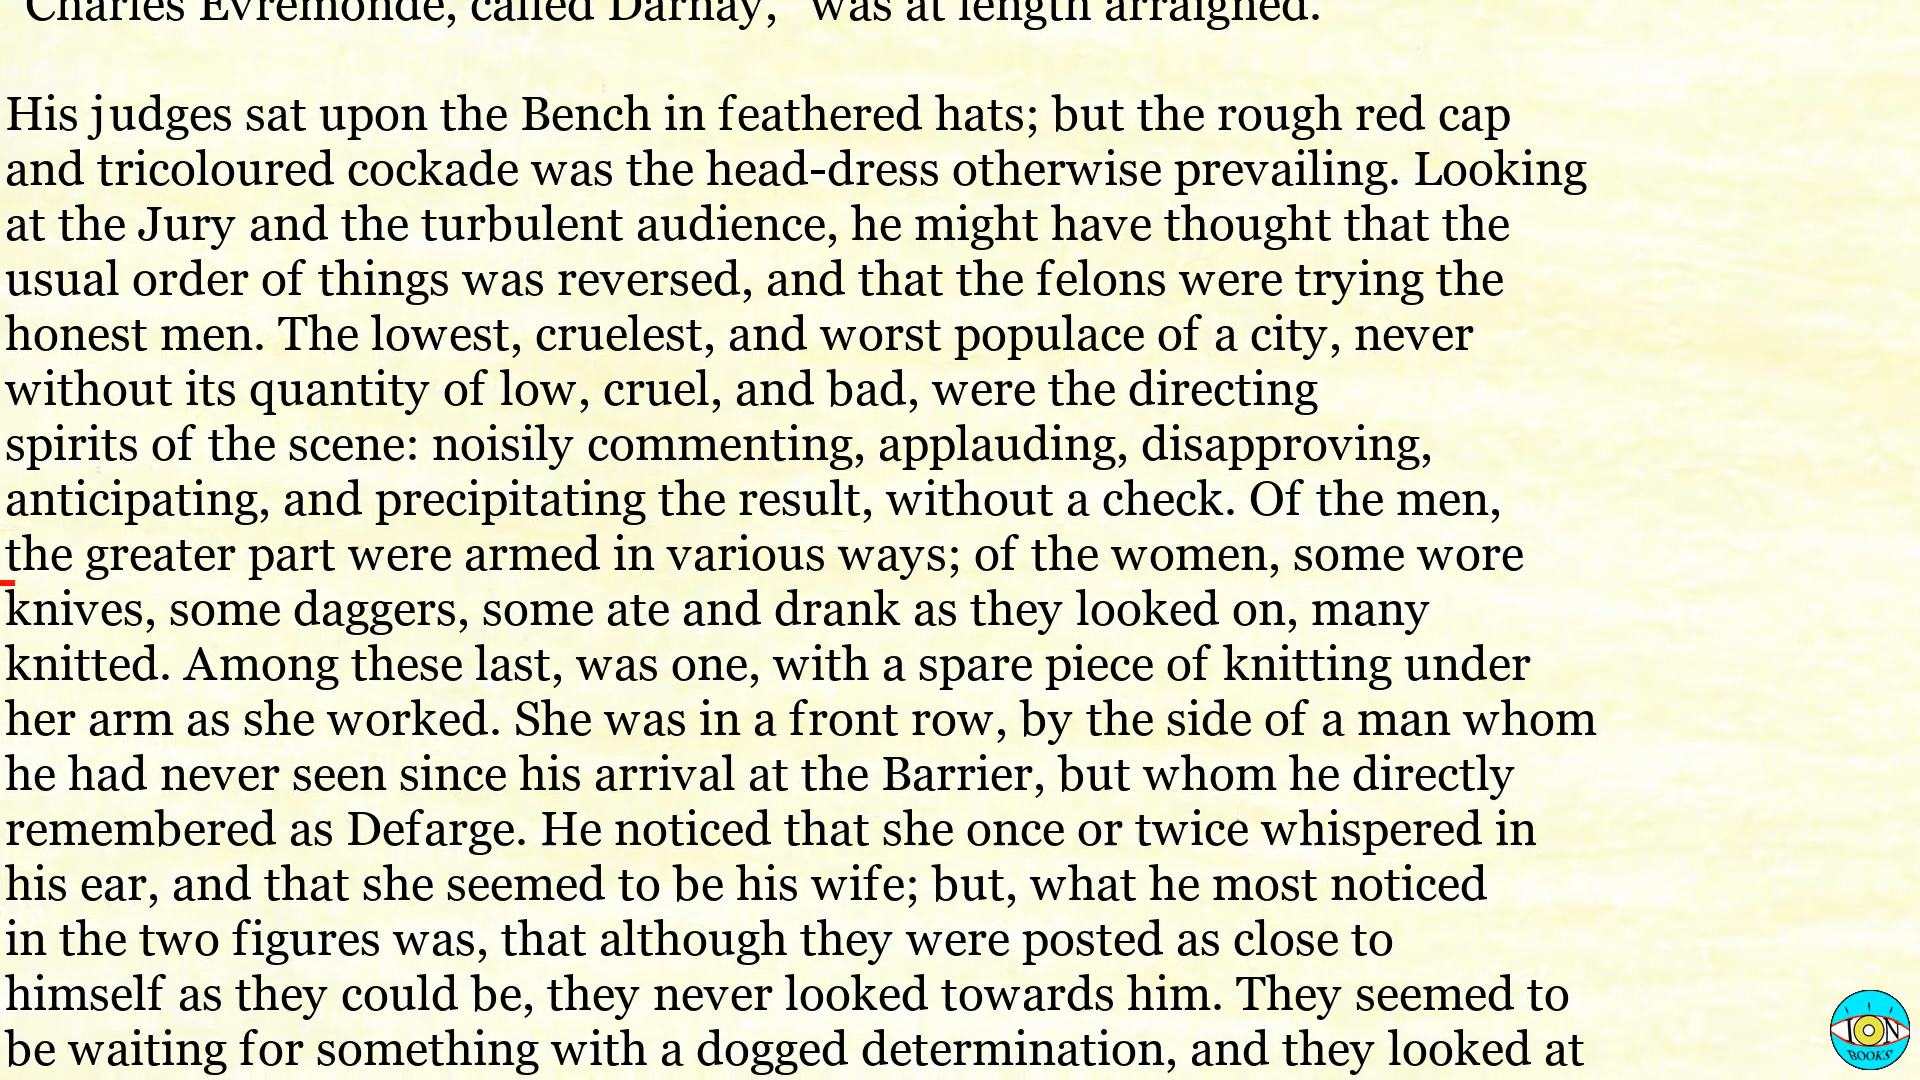 "Charles Evremonde, called Darnay," was at length arraigned.
His judges sat upon the Bench in feathered hats; but the rough red cap
and tricoloured cockade was the head-dress otherwise prevailing. Looking
at the Jury and the turbulent audience, he might have thought that the
usual order of things was reversed, and that the felons were trying the
honest men. The lowest, cruelest, and worst populace of a city, never
without its quantity of low, cruel, and bad, were the directing
spirits of the scene: noisily commenting, applauding, disapproving,
anticipating, and precipitating the result, without a check. Of the men,
the greater part were armed in various ways; of the women, some wore
knives, some daggers, some ate and drank as they looked on, many
knitted. Among these last, was one, with a spare piece of knitting under
her arm as she worked. She was in a front row, by the side of a man whom
he had never seen since his arrival at the Barrier, but whom he directly
remembered as Defarge. He noticed that she once or twice whispered in
his ear, and that she seemed to be his wife; but, what he most noticed
in the two figures was, that although they were posted as close to
himself as they could be, they never looked towards him. They seemed to
be waiting for something with a dogged determination, and they looked at
ION
BOOKS